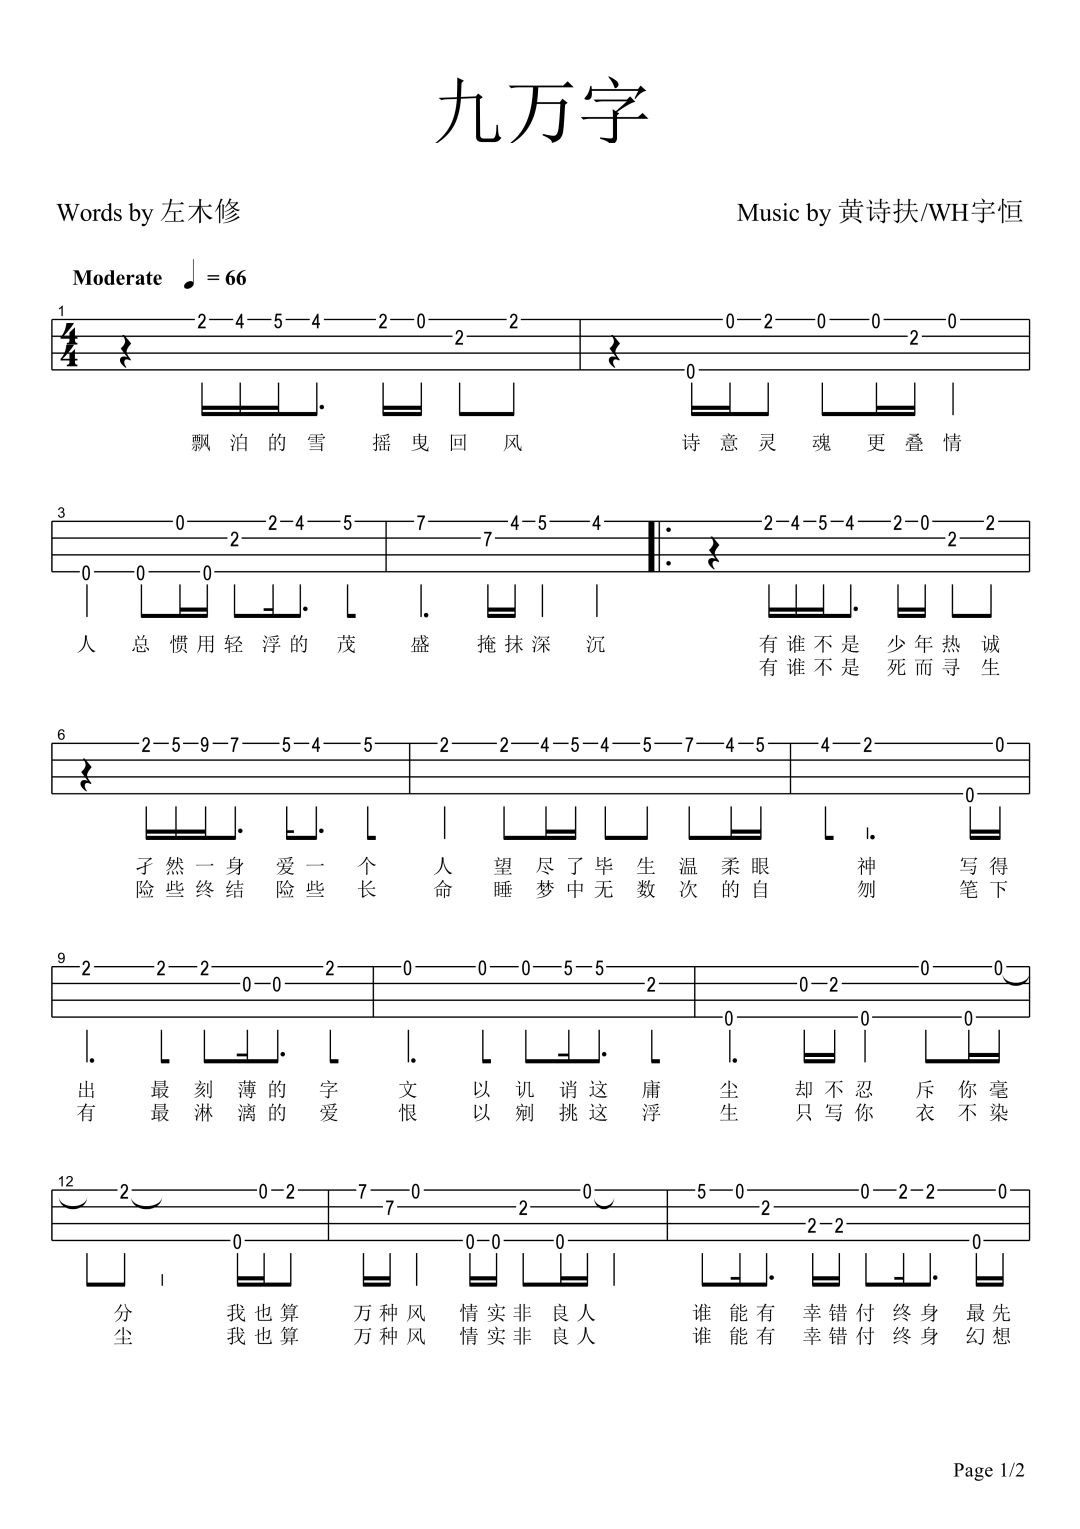 九万字
Words by 左木修
Music by 黄诗扶/WH宇恒
Moderate = 66
1
4 4
2 4 5 4 2 0 2 2 0 0 2 0 0 2 0
飘 泊 的 雪 摇 曳 回 风 诗 意 灵 魂 更 叠 情
3
0 0 0 0 2 2 4 5 7 7 4 5 4 2 4 5 4 2 0 2 2
人 总 惯 用 轻 浮 的 茂 盛 掩 抹 深 沉 有 谁 不 是 少 年 热 诚
有 谁 不 是 死 而 寻 生
6
2 5 9 7 5 4 5 2 2 4 5 4 5 7 4 5 4 2 0 0
孑 然 一 身 爱 一 个 人 望 尽 了 毕 生 温 柔 眼 神 写 得
险 些 终 结 险 些 长 命 睡 梦 中 无 数 次 的 自 刎 笔 下
9
2 2 2 0 0 2 0 0 0 5 5 2 0 0 2 0 0 0 0
出 最 刻 薄 的 字 文 以 讥 诮 这 庸 尘 却 不 忍 斥 你 毫
有 最 淋 漓 的 爱 恨 以 剜 挑 这 浮 生 只 写 你 衣 不 染
12
2 0 0 2 7 7 0 0 0 2 0 0 5 0 2 2 2 0 2 2 0 0
分 我 也 算 万 种 风 情 实 非 良 人 谁 能 有 幸 错 付 终 身 最 先
尘 我 也 算 万 种 风 情 实 非 良 人 谁 能 有 幸 错 付 终 身 幻 想
Page 1/2